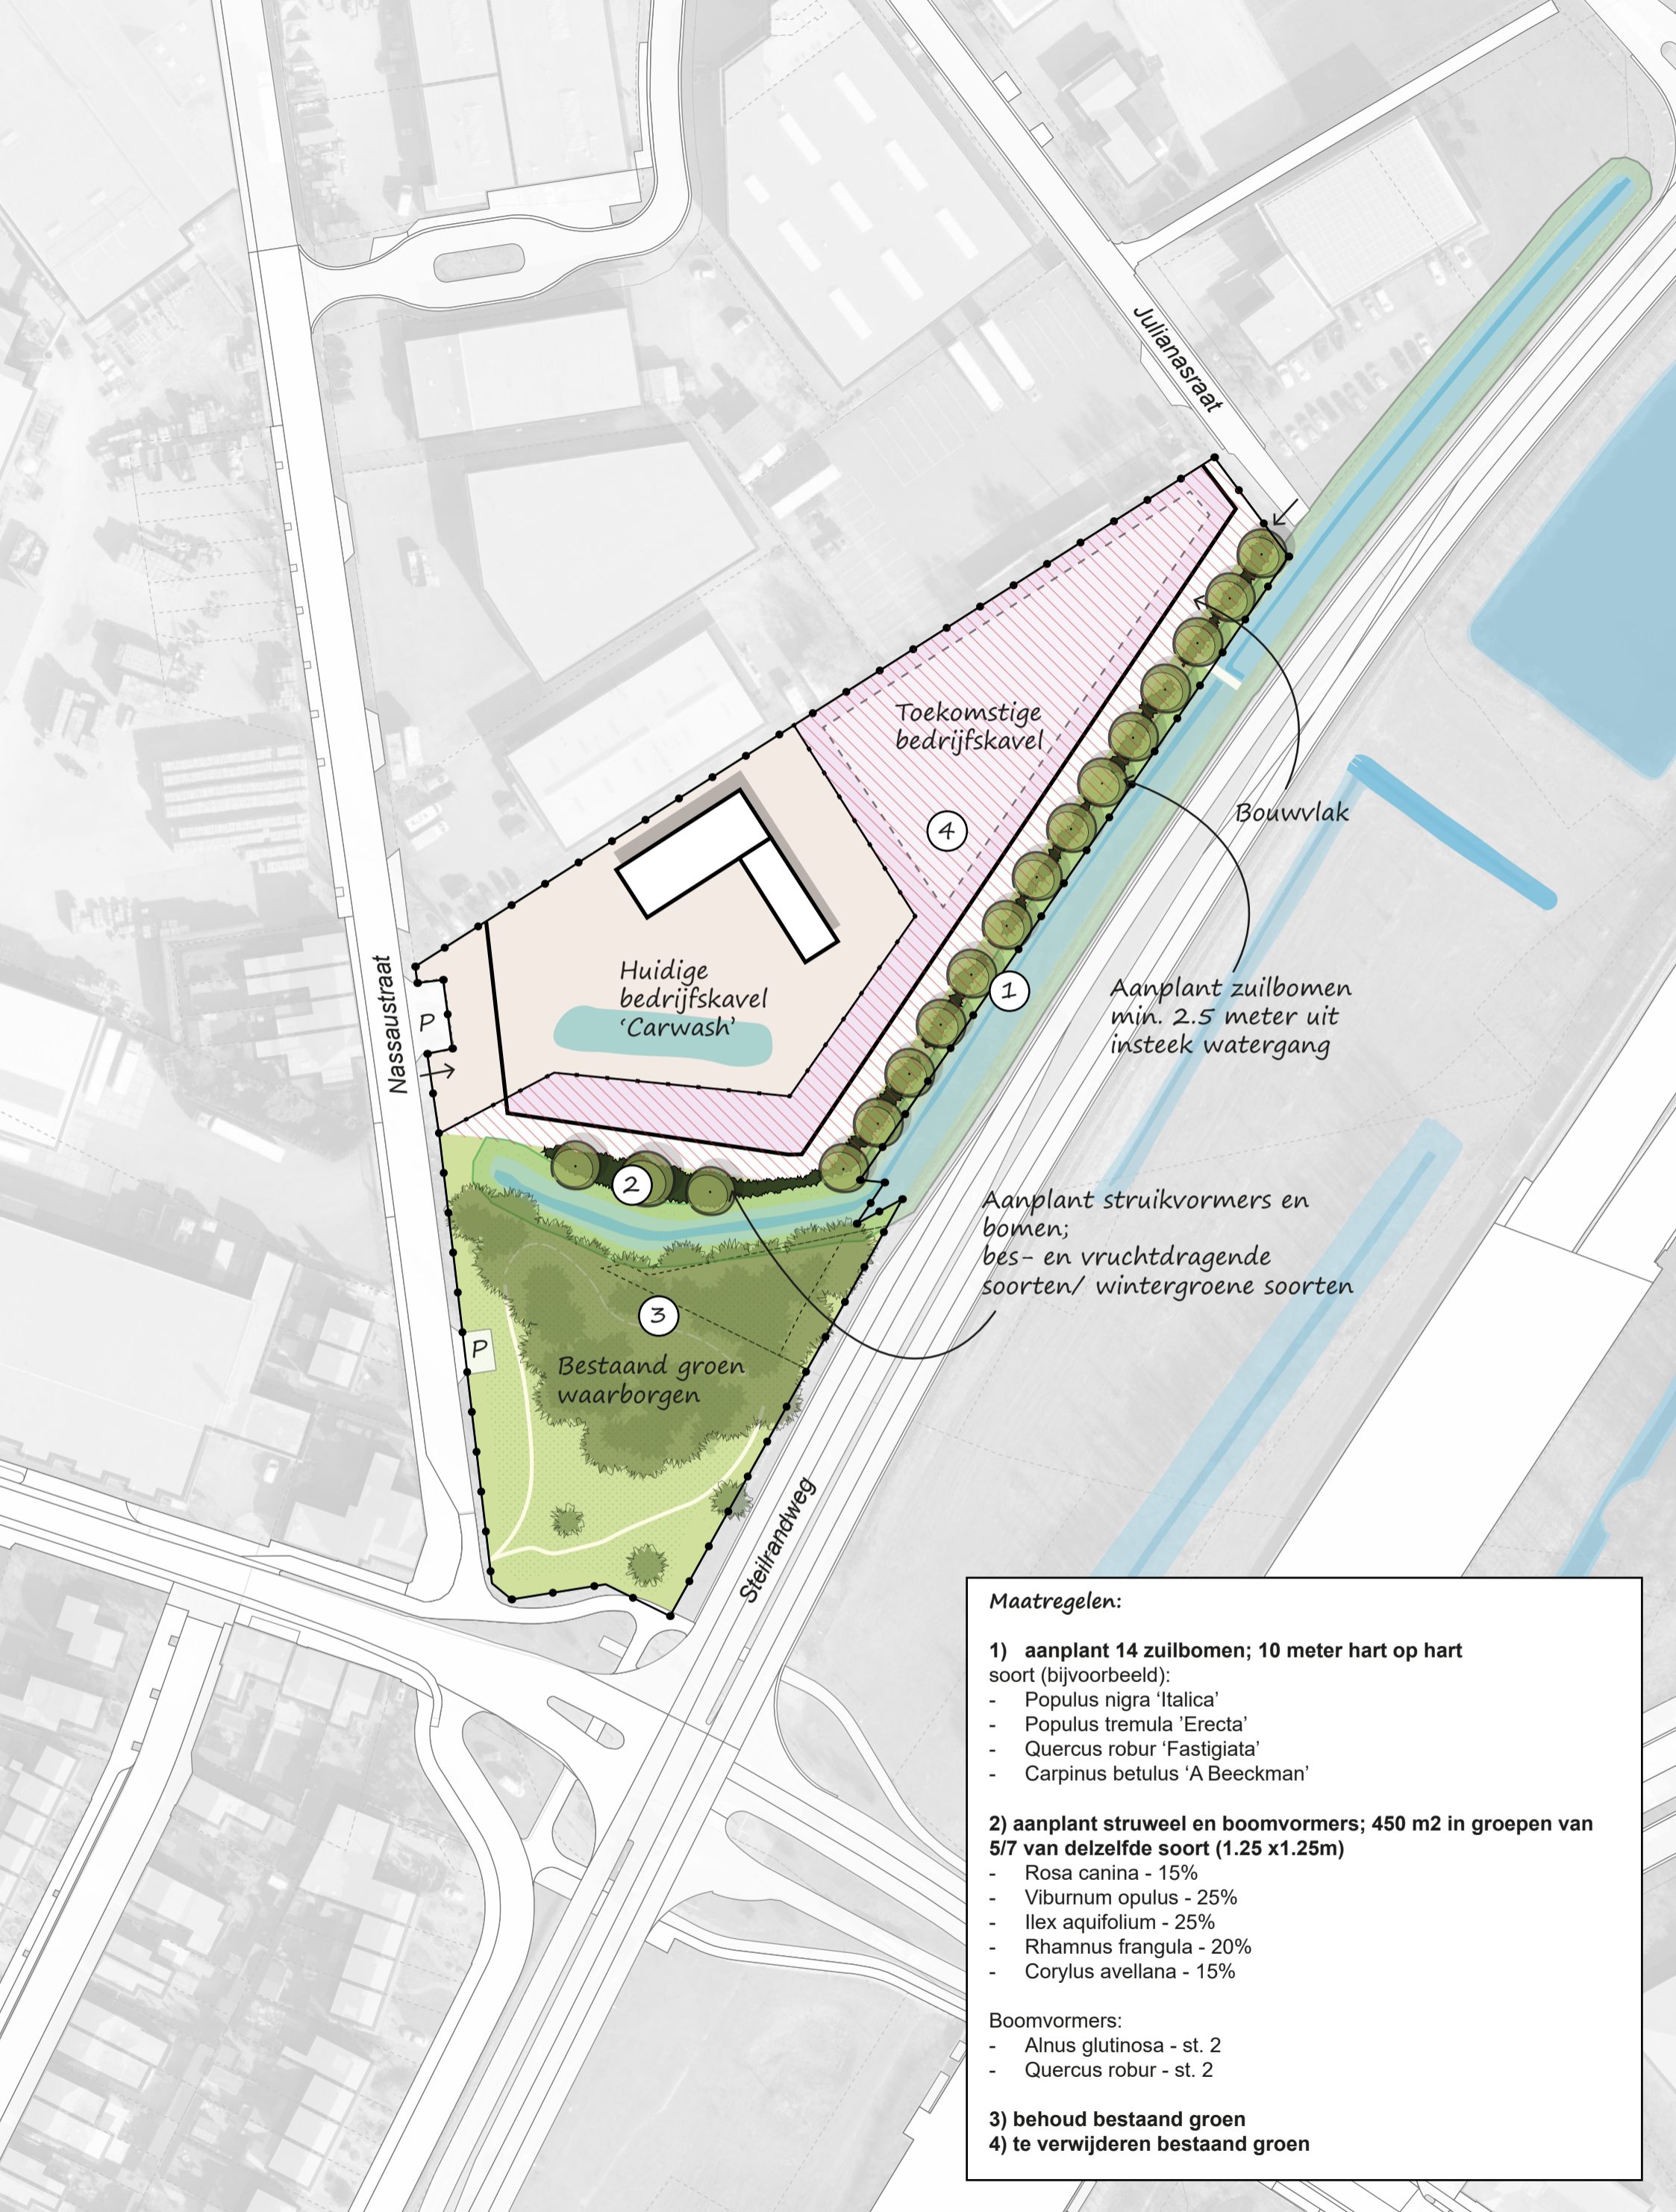 Julianasraat
Toekomstige
bedrijfskavel
4
Bouwvlak
Huidige
bedrijfskavel
‘Carwash’
1
Aanplant zuilbomen
min. 2.5 meter uit
insteek watergang
Nassaustraat
P
2
Aanplant struikvormers en
bomen;
bes- en vruchtdragende
soorten/ wintergroene soorten
3
P
Bestaand groen
waarborgen
Steilrandweg
Maatregelen:
1) aanplant 14 zuilbomen; 10 meter hart op hart
soort (bijvoorbeeld):
- Populus nigra ‘Italica’
- Populus tremula ’Erecta’
- Quercus robur ‘Fastigiata’
- Carpinus betulus ‘A Beeckman’
2) aanplant struweel en boomvormers; 450 m2 in groepen van
5/7 van delzelfde soort (1.25 x1.25m)
- Rosa canina - 15%
- Viburnum opulus - 25%
- Ilex aquifolium - 25%
- Rhamnus frangula - 20%
- Corylus avellana - 15%
Boomvormers:
- Alnus glutinosa - st. 2
- Quercus robur - st. 2
3) behoud bestaand groen
4) te verwijderen bestaand groen